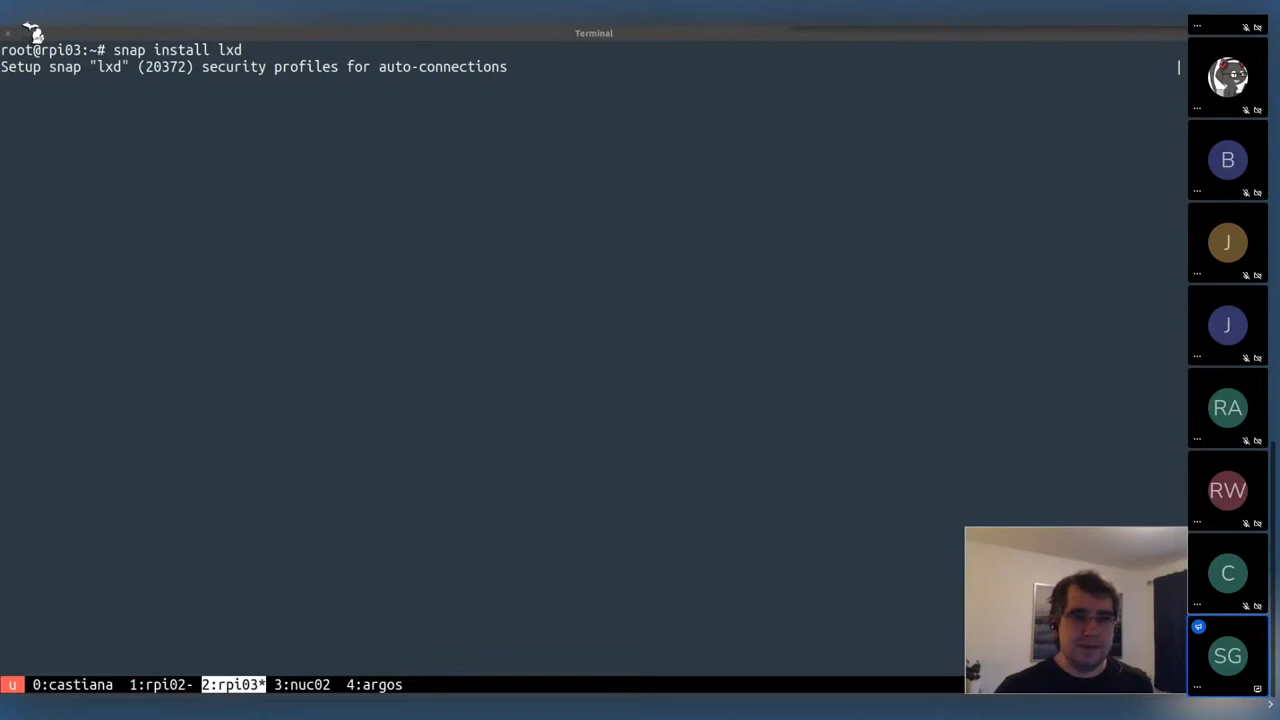 Terminal
root@rpi03:~# snap install lxd
Setup snap "lxd" (20372) security profiles for auto-connections |
B
J
J
RA
RW
C
SG
u 0:castiana 1:rpi02- 2:rpi03* 3:nuc02 4:argos